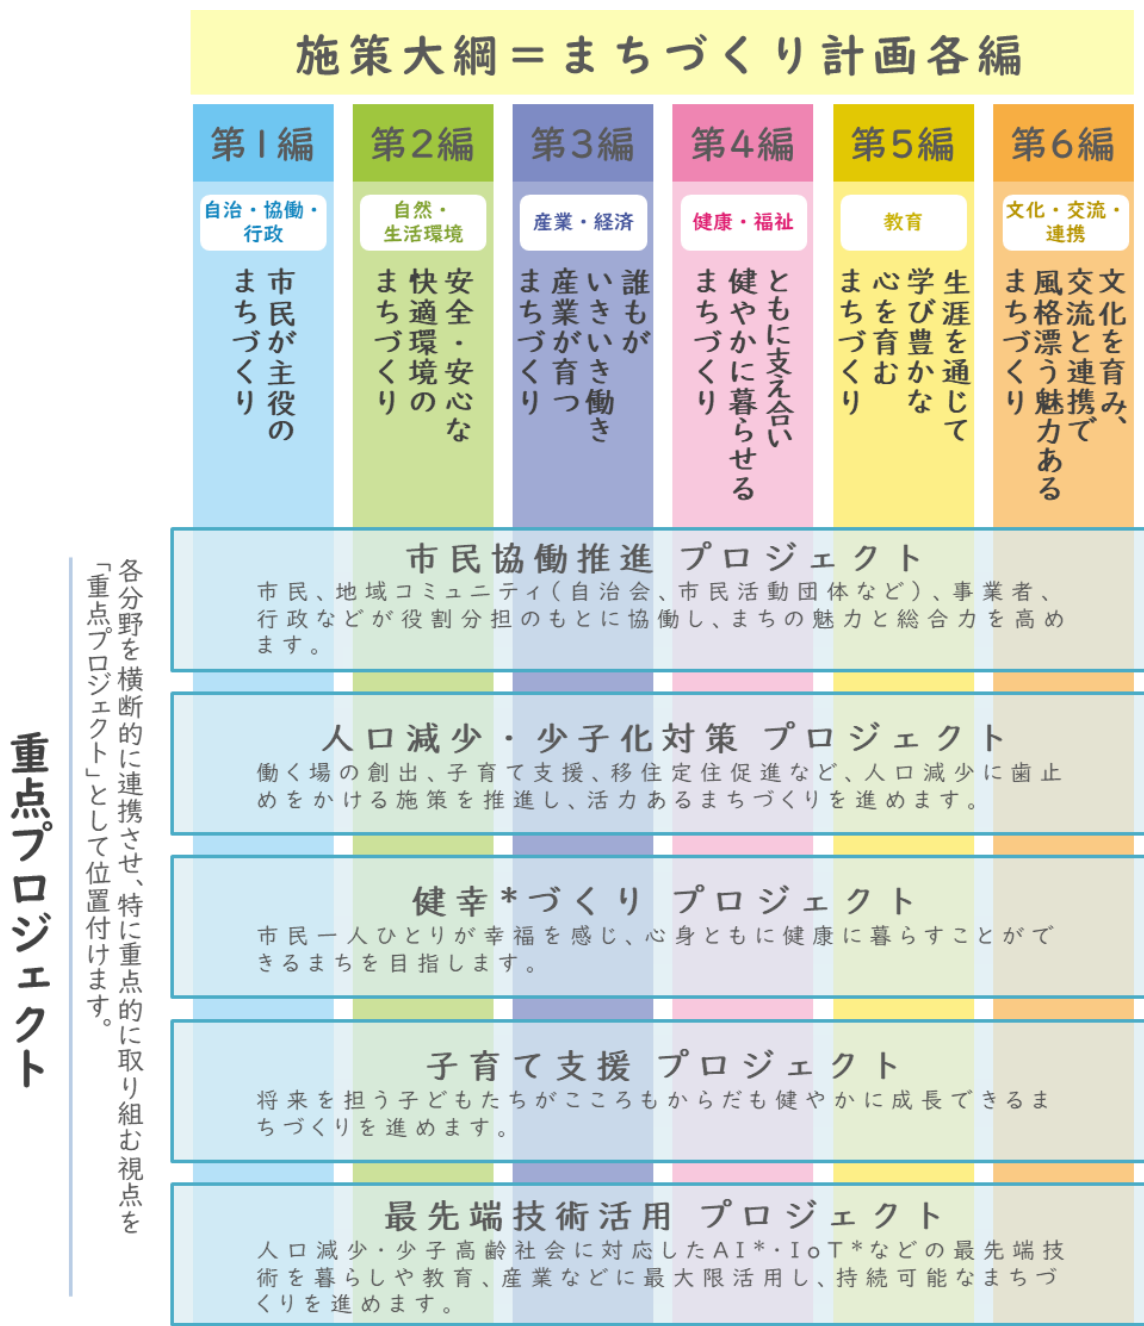 施策大綱＝まちづくり計画各編
第1編
自治・協働・
行政
市民が主役の
まちづくり
第2編
自然・
生活環境
安全・安心な
快適環境の
まちづくり
第3編
産業・経済
誰もが
いきいき働き
産業が育つ
まちづくり
第4編
健康・福祉
ともに支え合い
健やかに暮らせる
まちづくり
第5編
教育
生涯を通じて
学び豊かな
心を育む
まちづくり
第6編
文化・交流・
連携
文化を育み、
交流と連携で
風格漂う魅力ある
まちづくり
重点プロジェクト
各分野を横断的に連携させ、特に重点的に取り組む視点を
「重点プロジェクト」として位置付けます。
市民協働推進 プロジェクト
市民、地域コミュニティ(自治会、市民活動団体など)、事業者、
行政などが役割分担のもとに協働し、まちの魅力と総合力を高め
ます。
人口減少・少子化対策 プロジェクト
働く場の創出、子育て支援、移住定住促進など、人口減少に歯止
めをかける施策を推進し、活力あるまちづくりを進めます。
健幸*づくり プロジェクト
市民一人ひとりが幸福を感じ、心身ともに健康に暮らすことがで
きるまちを目指します。
子育て支援 プロジェクト
将来を担う子どもたちがこころもからだも健やかに成長できるま
ちづくりを進めます。
最先端技術活用 プロジェクト
人口減少・少子高齢社会に対応したAI*・IoT*などの最先端技
術を暮らしや教育、産業などに最大限活用し、持続可能なまちづ
くりを進めます。